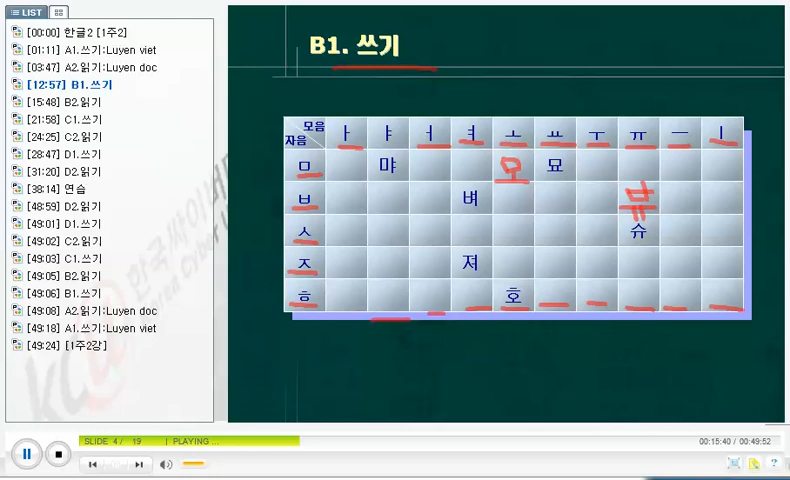 LIST
[00:00] 한글2 [1주2]
[01:11] A1.쓰기:Luyen viet
[03:47] A2.읽기:Luyen doc
[12:57] B1.쓰기
[15:48] B2.읽기
[21:58] C1.쓰기
[24:25] C2.읽기
[28:47] D1.쓰기
[31:20] D2.읽기
[38:14] 연습
[48:59] D2.읽기
[49:01] D1.쓰기
[49:02] C2.읽기
[49:03] C1.쓰기
[49:05] B2.읽기
[49:06] B1.쓰기
[49:08] A2.읽기:Luyen doc
[49:18] A1.쓰기:Luyen viet
[49:24] [1주2강]
B1. 쓰기
모음
자음 ㅏ ㅑ ㅓ ㅕ ㅗ ㅛ ㅜ ㅠ ㅡ ㅣ
ㅁ 먀 모 묘
ㅂ 벼 뷰
ㅅ 슈
ㅈ 져
ㅎ 호
SLIDE 4 / 19 | PLAYING ...
00:15:40 / 00:49:52